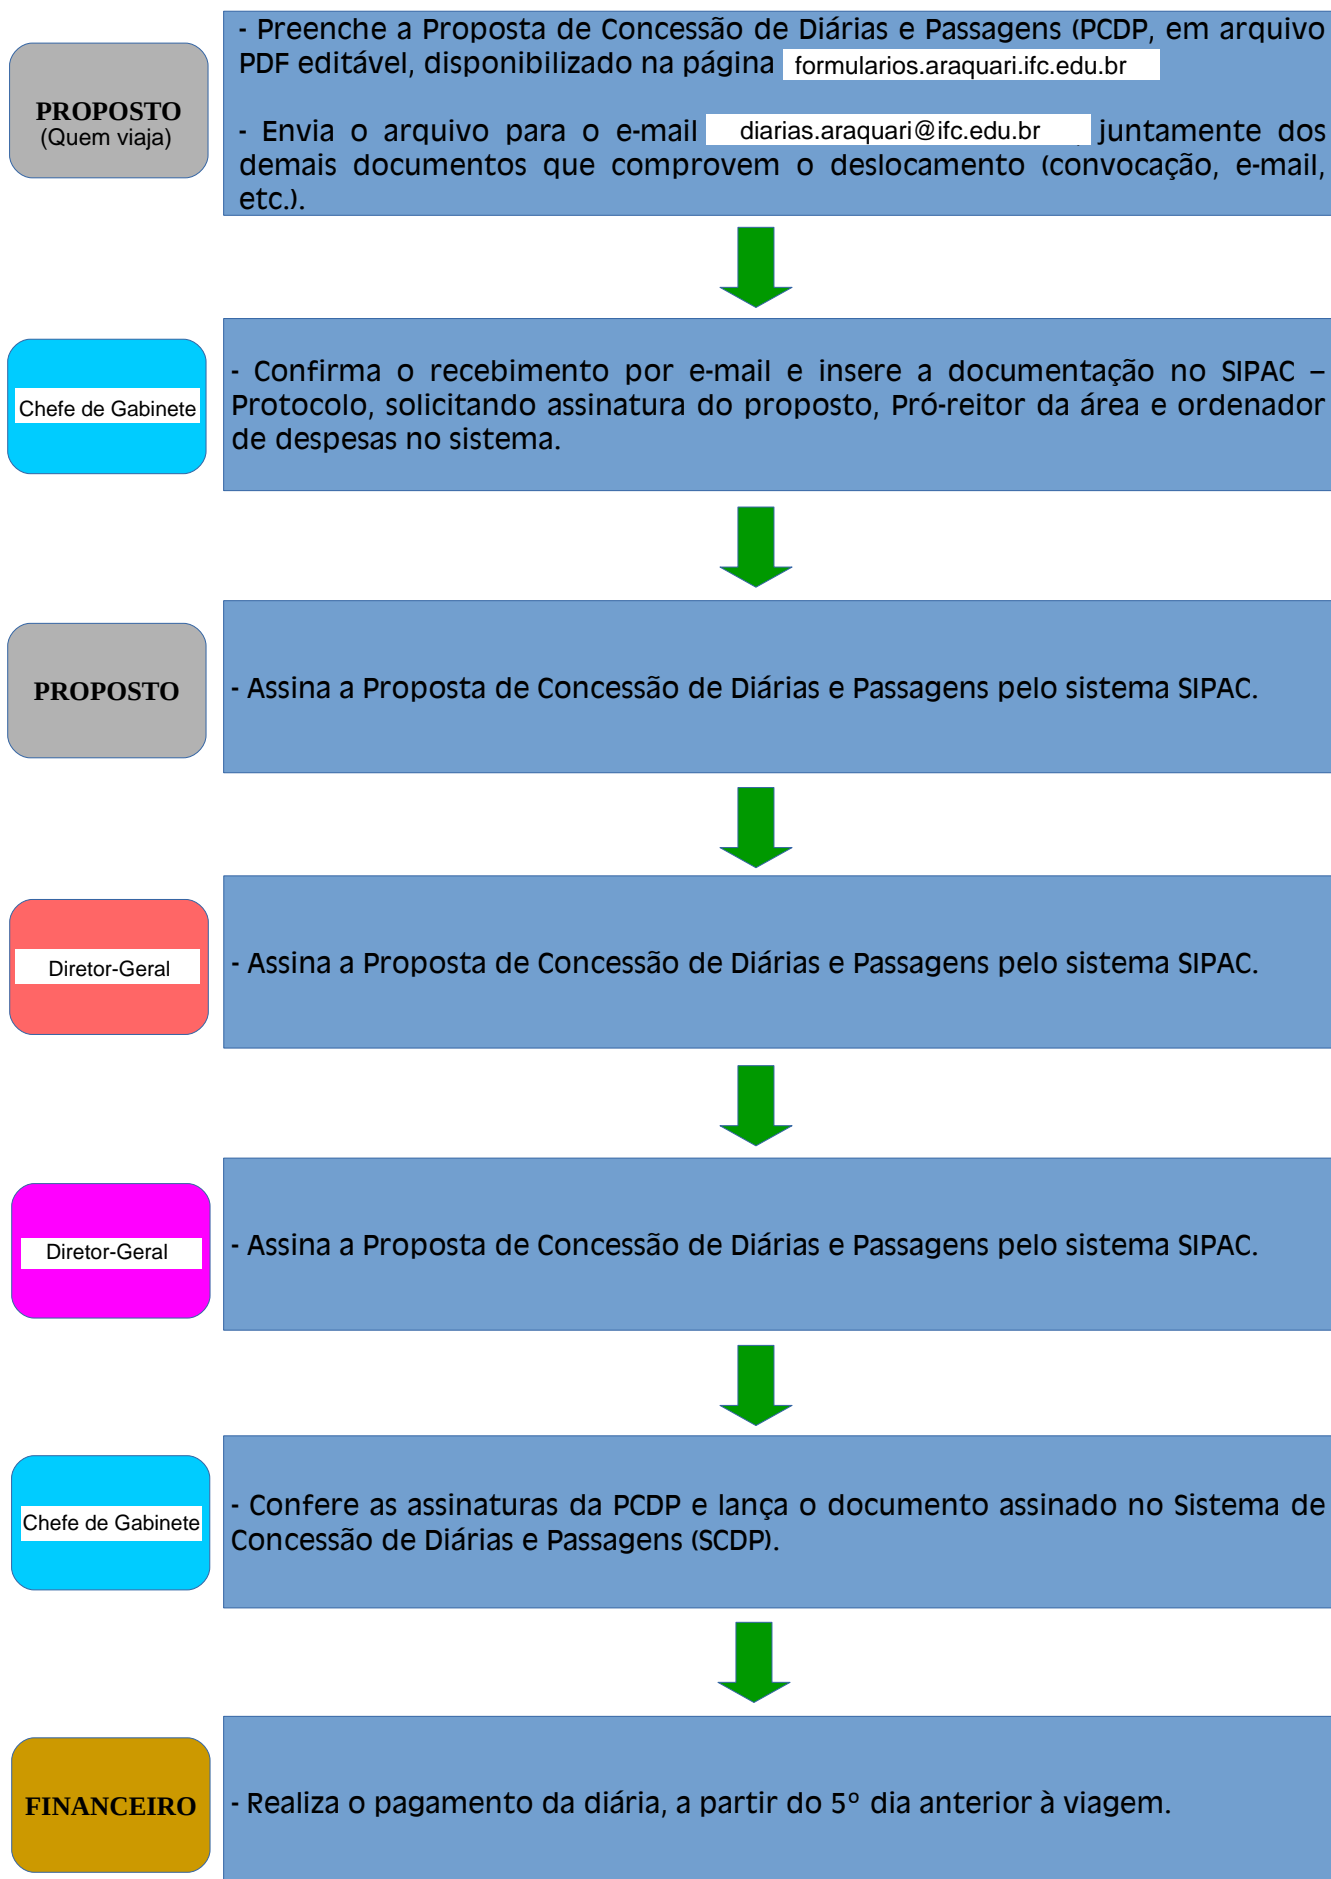 - Preenche a Proposta de Concessão de Diárias e Passagens (PCDP, em arquivo
PDF editável, disponibilizado na página formularios.araquari.ifc.edu.br
PROPOSTO
(Quem viaja)
- Envia o arquivo para o e-mail diarias.araquari@ifc.edu.br juntamente dos
demais documentos que comprovem o deslocamento (convocação, e-mail,
etc.).
Chefe de Gabinete
- Confirma o recebimento por e-mail e insere a documentação no SIPAC –
Protocolo, solicitando assinatura do proposto, Pró-reitor da área e ordenador
de despesas no sistema.
PROPOSTO
- Assina a Proposta de Concessão de Diárias e Passagens pelo sistema SIPAC.
Diretor-Geral
- Assina a Proposta de Concessão de Diárias e Passagens pelo sistema SIPAC.
Diretor-Geral
- Assina a Proposta de Concessão de Diárias e Passagens pelo sistema SIPAC.
Chefe de Gabinete
- Confere as assinaturas da PCDP e lança o documento assinado no Sistema de
Concessão de Diárias e Passagens (SCDP).
FINANCEIRO
- Realiza o pagamento da diária, a partir do 5º dia anterior à viagem.